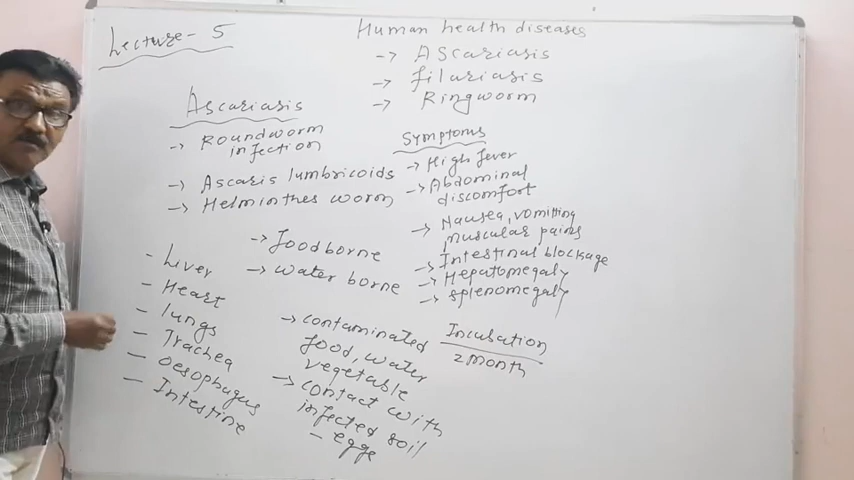 Lecture - 5
Human health diseases
-> Ascariasis
-> filariasis
-> Ringworm
Ascariasis
-> Roundworm
infection
-> Ascaris lumbricoids
-> Helminthes worm
-> foodborne
-> water borne
- Liver
- Heart
- lungs
- Trachea
- Oesophagus
- Intestine
-> contaminated
food, water
vegetable
-> contact with
infected soil
- eggs
Symptoms
-> High fever
-> Abdominal
discomfort
-> Nausea, vomitting
muscular pains
-> Intestinal blockage
-> Hepatomegaly
-> splenomegaly
Incubation
2 month